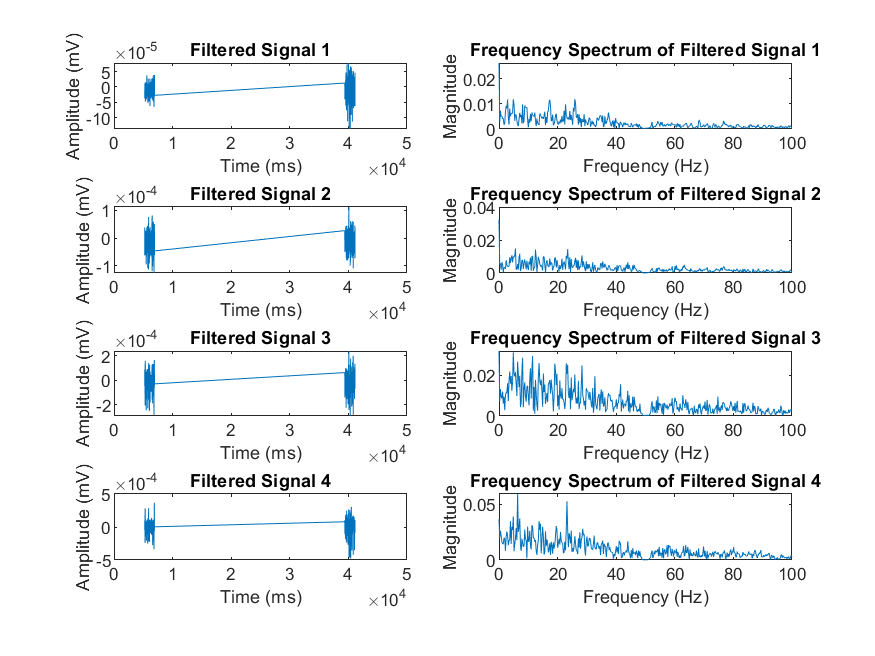 Filtered Signal 1
×10-5
Amplitude (mV)
5
0
-5
-10
0 1 2 3 4 5
Time (ms)
×104
Frequency Spectrum of Filtered Signal 1
Magnitude
0.02
0.01
0
0 20 40 60 80 100
Frequency (Hz)
Filtered Signal 2
×10-4
Amplitude (mV)
1
0
-1
0 1 2 3 4 5
Time (ms)
×104
Frequency Spectrum of Filtered Signal 2
Magnitude
0.04
0.02
0
0 20 40 60 80 100
Frequency (Hz)
Filtered Signal 3
×10-4
Amplitude (mV)
2
0
-2
0 1 2 3 4 5
Time (ms)
×104
Frequency Spectrum of Filtered Signal 3
Magnitude
0.02
0
0 20 40 60 80 100
Frequency (Hz)
Filtered Signal 4
×10-4
Amplitude (mV)
5
0
-5
0 1 2 3 4 5
Time (ms)
×104
Frequency Spectrum of Filtered Signal 4
Magnitude
0.05
0
0 20 40 60 80 100
Frequency (Hz)